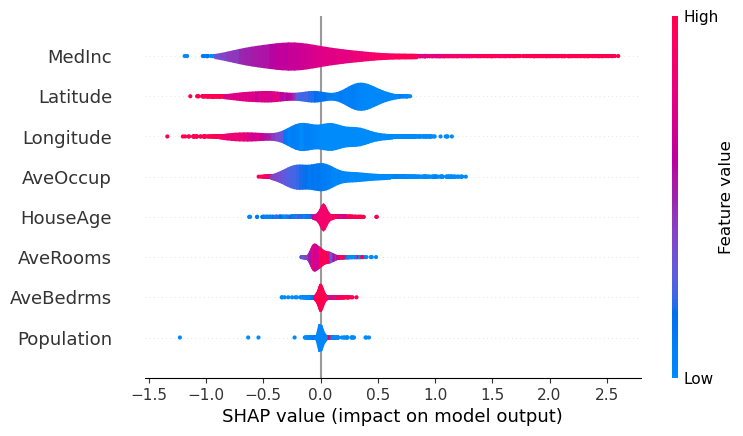 High
MedInc
Latitude
Longitude
AveOccup
HouseAge
AveRooms
AveBedrms
Population
Feature value
Low
−1.5 −1.0 −0.5 0.0 0.5 1.0 1.5 2.0 2.5
SHAP value (impact on model output)